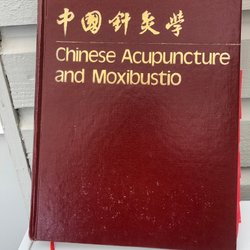 中國針灸學
Chinese Acupuncture
and Moxibustio